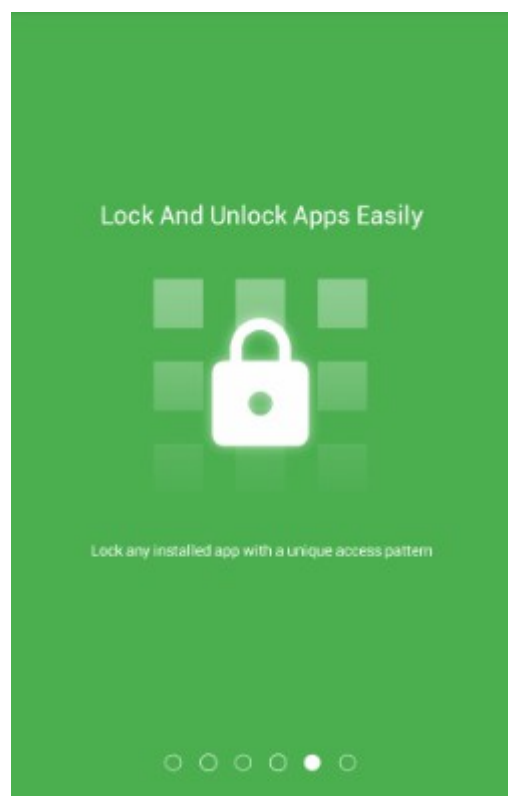 Lock And Unlock Apps Easily
Lock any installed app with a unique access pattern